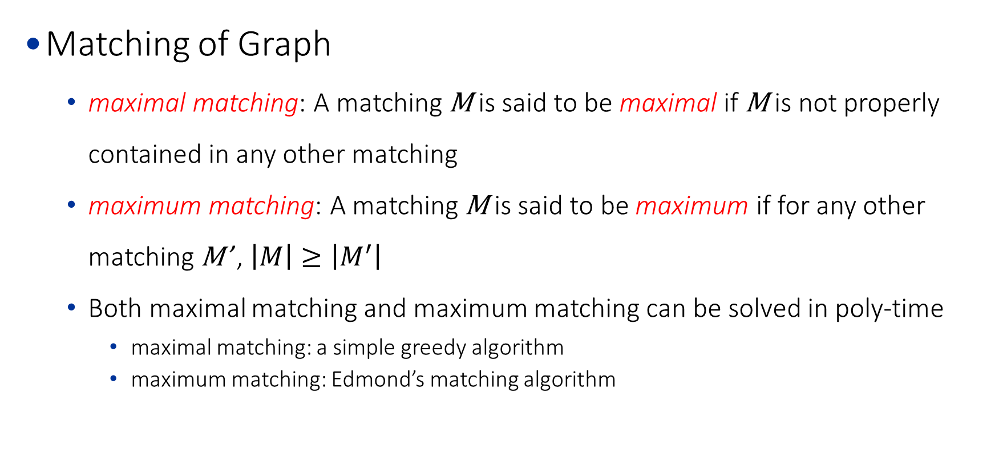 •Matching of Graph
• maximal matching: A matching M is said to be maximal if M is not properly
contained in any other matching
• maximum matching: A matching M is said to be maximum if for any other
matching M’, |M| ≥ |M′|
• Both maximal matching and maximum matching can be solved in poly-time
• maximal matching: a simple greedy algorithm
• maximum matching: Edmond’s matching algorithm